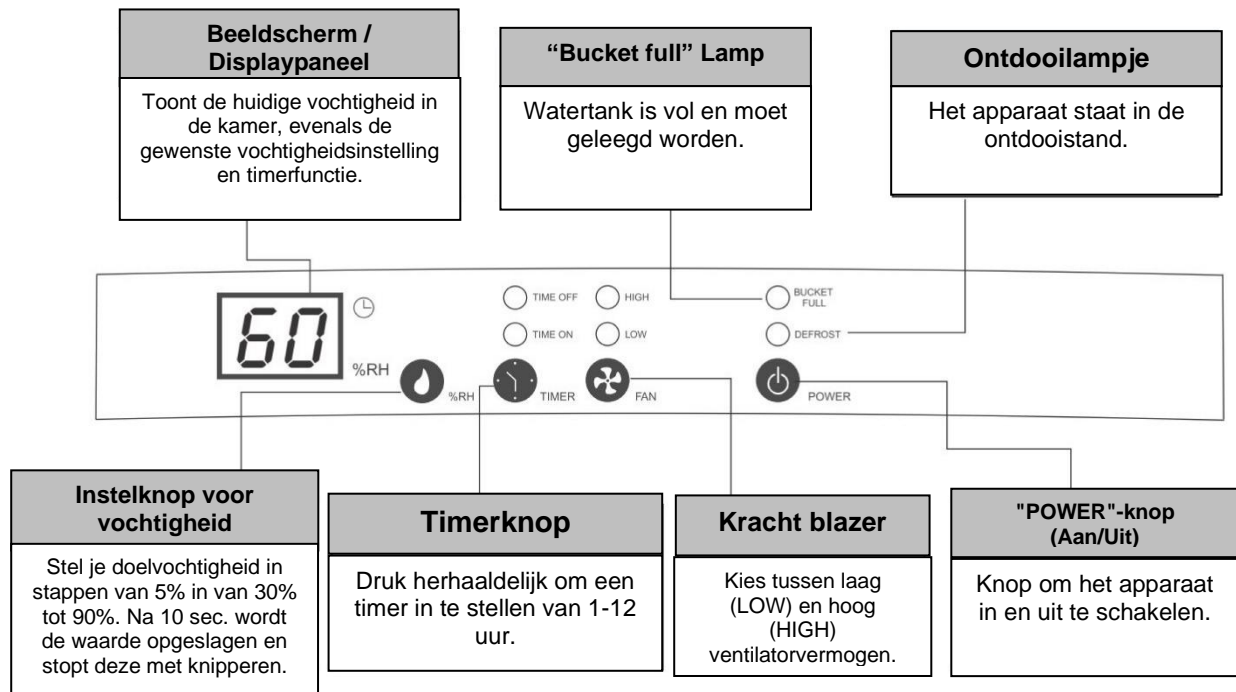 Beeldscherm /
Displaypaneel
Toont de huidige vochtigheid in
de kamer, evenals de
gewenste vochtigheidsinstelling
en timerfunctie.
“Bucket full” Lamp
Watertank is vol en moet
geleegd worden.
Ontdooilampje
Het apparaat staat in de
ontdooistand.
60
%RH
%RH
TIME OFF
TIME ON
TIMER
HIGH
LOW
FAN
BUCKET
FULL
DEFROST
POWER
Instelknop voor
vochtigheid
Stel je doelvochtigheid in
stappen van 5% in van 30%
tot 90%. Na 10 sec. wordt
de waarde opgeslagen en
stopt deze met knipperen.
Timerknop
Druk herhaaldelijk om een
timer in te stellen van 1-12
uur.
Kracht blazer
Kies tussen laag
(LOW) en hoog
(HIGH)
ventilatorvermogen.
"POWER"-knop
(Aan/Uit)
Knop om het apparaat
in en uit te schakelen.